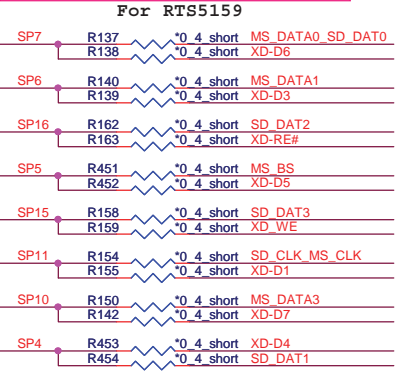 For RTS5159
SP7 R137 *0_4_short MS_DATA0_SD_DAT0
R138 *0_4_short XD-D6
SP6 R140 *0_4_short MS_DATA1
R139 *0_4_short XD-D3
SP16 R162 *0_4_short SD_DAT2
R163 *0_4_short XD-RE#
SP5 R451 *0_4_short MS_BS
R452 *0_4_short XD-D5
SP15 R158 *0_4_short SD_DAT3
R159 *0_4_short XD_WE
SP11 R154 *0_4_short SD_CLK_MS_CLK
R155 *0_4_short XD-D1
SP10 R150 *0_4_short MS_DATA3
R142 *0_4_short XD-D7
SP4 R453 *0_4_short XD-D4
R454 *0_4_short SD_DAT1